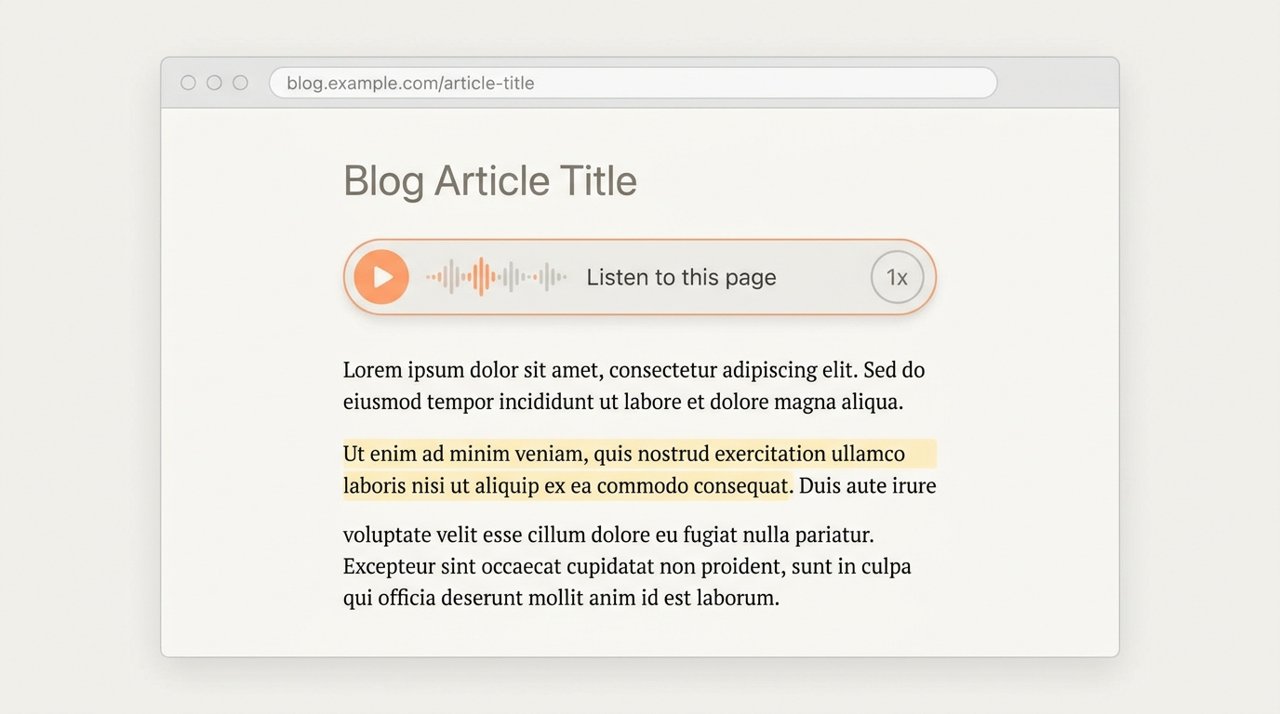 blog.example.com/article-title
Blog Article Title
Listen to this page
1x
Lorem ipsum dolor sit amet, consectetur adipiscing elit. Sed do
eiusmod tempor incididunt ut labore et dolore magna aliqua.
Ut enim ad minim veniam, quis nostrud exercitation ullamco
laboris nisi ut aliquip ex ea commodo consequat. Duis aute irure
voluptate velit esse cillum dolore eu fugiat nulla pariatur.
Excepteur sint occaecat cupidatat non proident, sunt in culpa
qui officia deserunt mollit anim id est laborum.